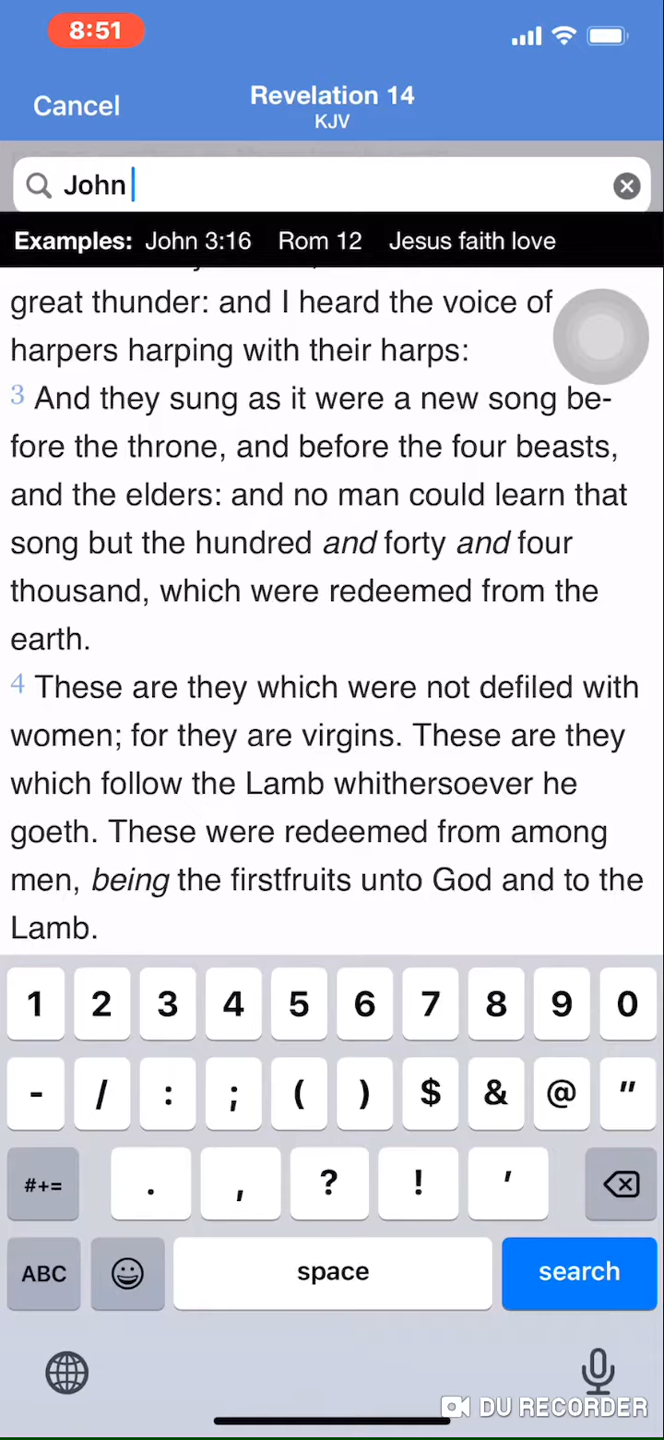 8:51
Cancel
Revelation 14
KJV
John
Examples: John 3:16 Rom 12 Jesus faith love
great thunder: and I heard the voice of
harpers harping with their harps:
3 And they sung as it were a new song be-
fore the throne, and before the four beasts,
and the elders: and no man could learn that
song but the hundred and forty and four
thousand, which were redeemed from the
earth.
4 These are they which were not defiled with
women; for they are virgins. These are they
which follow the Lamb whithersoever he
goeth. These were redeemed from among
men, being the firstfruits unto God and to the
Lamb.
1 2 3 4 5 6 7 8 9 0
- / : ; ( ) $ & @ "
#+= . , ? ! '
ABC space search
DU RECORDER